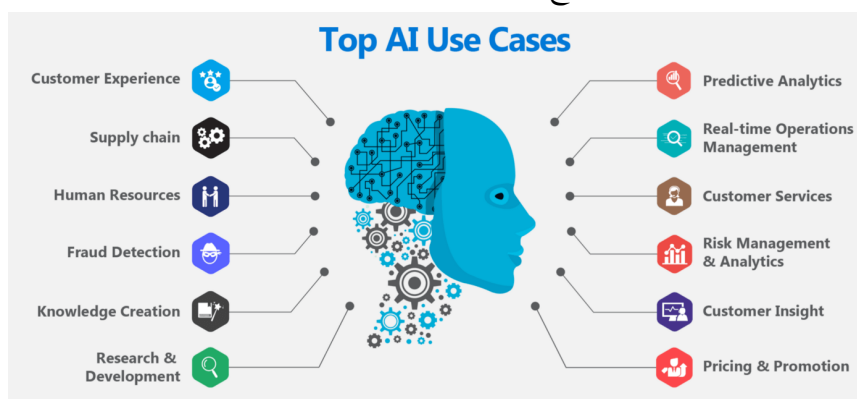 Top AI Use Cases
Customer Experience
Supply chain
Human Resources
Fraud Detection
Knowledge Creation
Research &
Development
Predictive Analytics
Real-time Operations
Management
Customer Services
Risk Management
& Analytics
Customer Insight
Pricing & Promotion